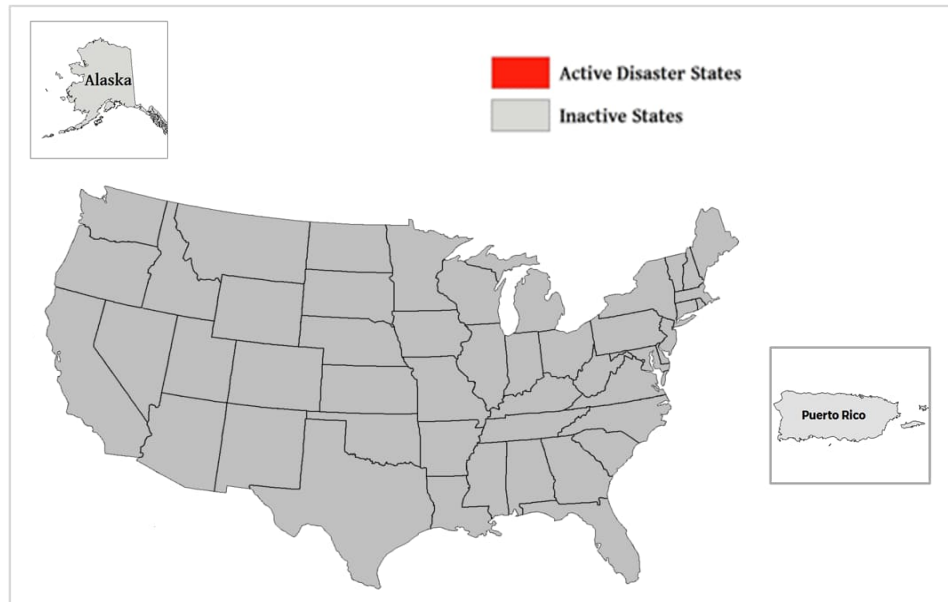 Alaska
Active Disaster States
Inactive States
Puerto Rico